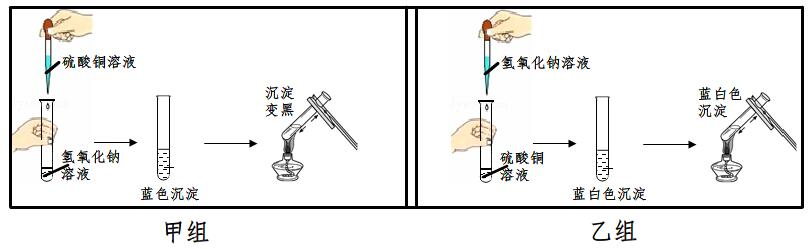 硫酸铜溶液
氢氧化钠
溶液
蓝色沉淀
沉淀
变黑
甲组
氢氧化钠溶液
硫酸铜
溶液
蓝白色沉淀
蓝白色
沉淀
乙组